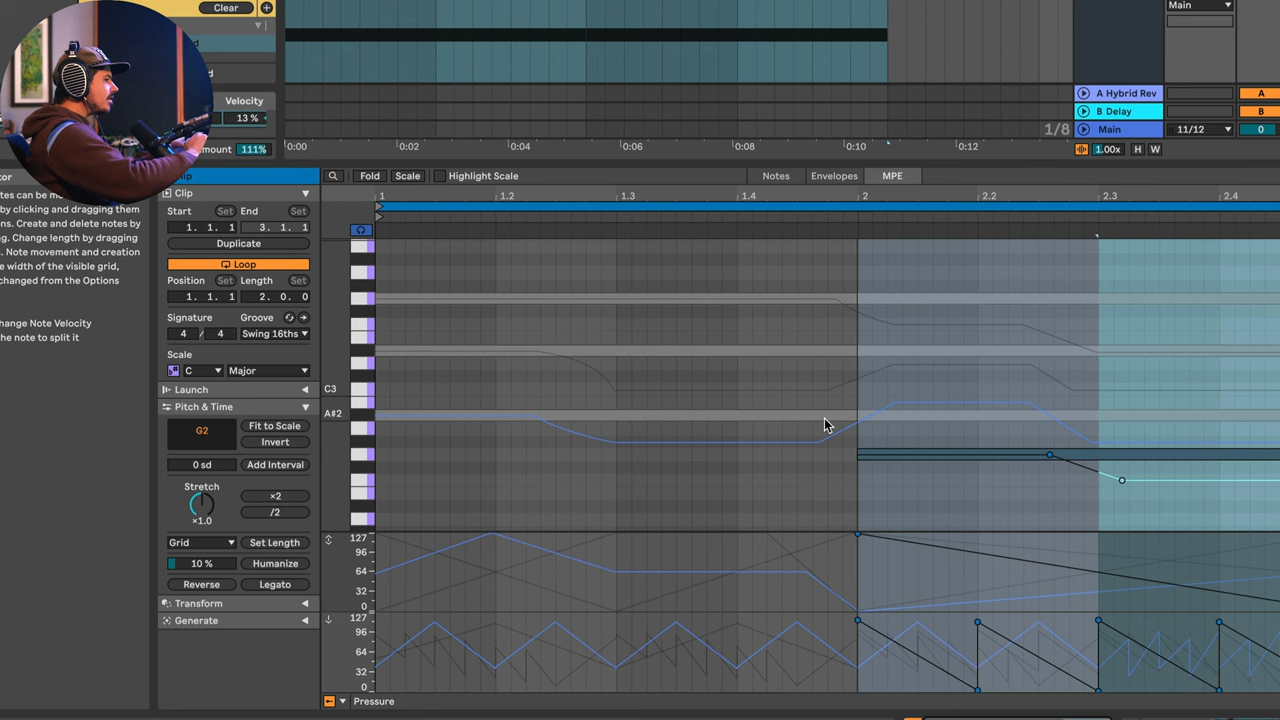 Clear
Main
d
d
Velocity
13 %
mount 111%
A Hybrid Rev
A
B Delay
B
1/8
Main
11/12
0
0:00
0:02
0:04
0:06
0:08
0:10
0:12
1.00x
H
W
tor
Clip
tes can be mo
by clicking and dragging them
ons. Create and delete notes by
g. Change length by dragging
s. Note movement and creation
e width of the visible grid,
changed from the Options
hange Note Velocity
the note to split it
Clip
Start
Set
End
Set
1. 1. 1
3. 1. 1
Duplicate
Loop
Position
Set
Length
Set
1. 1. 1
2. 0. 0
Signature
Groove
4 / 4
Swing 16ths
Scale
C
Major
Launch
Pitch & Time
G2
Fit to Scale
Invert
0 sd
Add Interval
Stretch
×2
×1.0
/2
Grid
Set Length
10 %
Humanize
Reverse
Legato
Transform
Generate
Fold
Scale
Highlight Scale
Notes
Envelopes
MPE
1
1.2
1.3
1.4
2
2.2
2.3
2.4
C3
A#2
127
96
64
32
0
127
96
64
32
0
Pressure